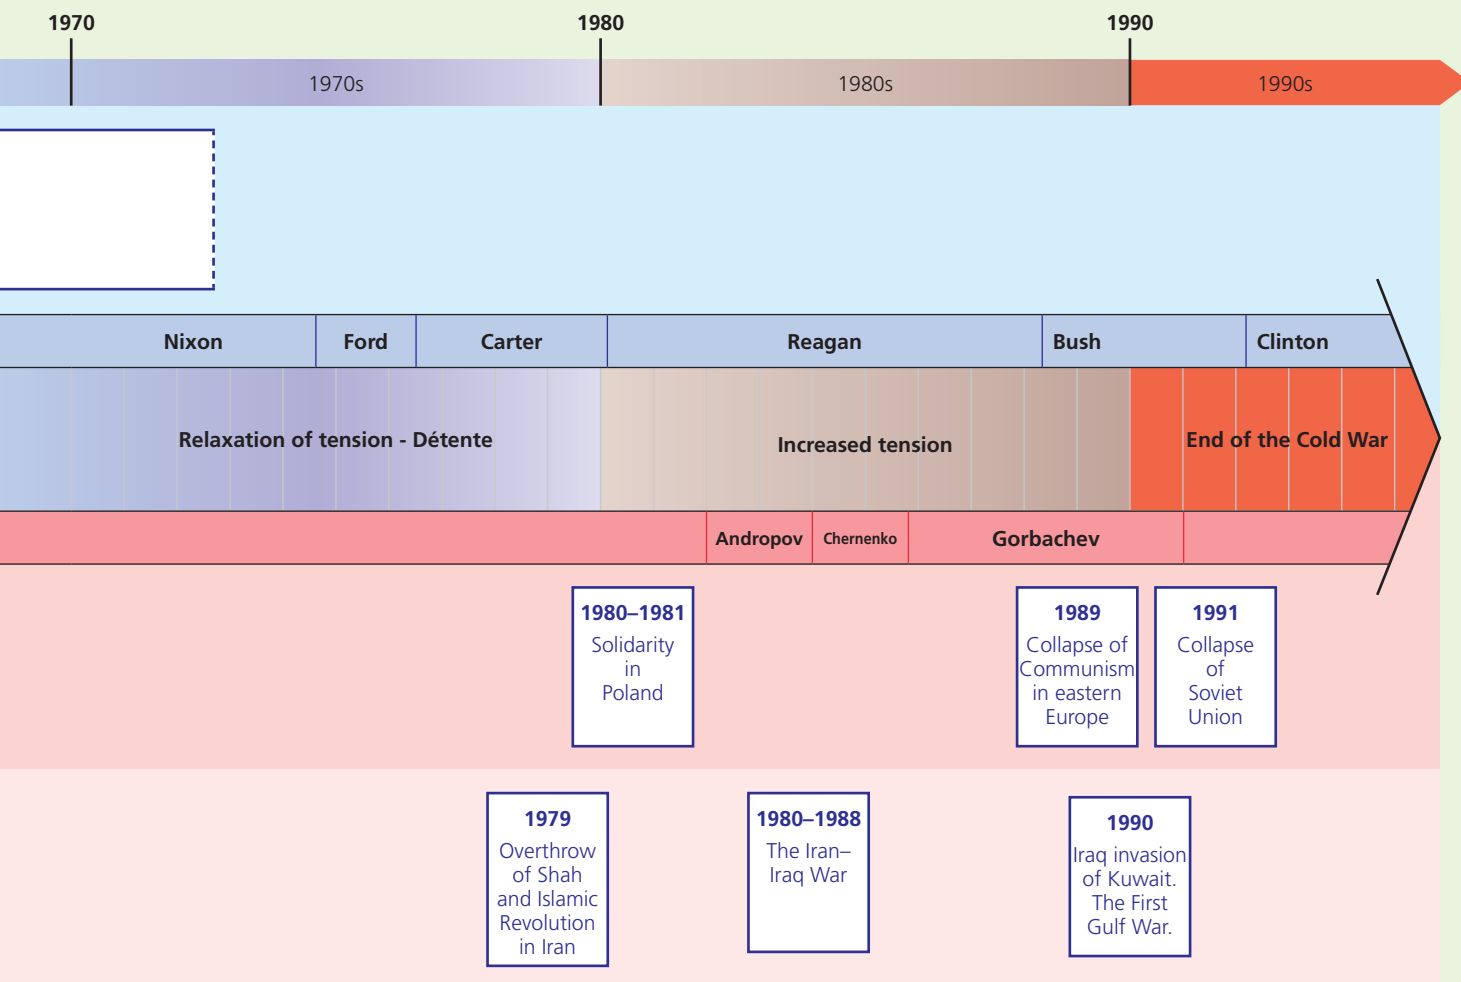 1970 1980 1990
1970s 1980s 1990s
Nixon Ford Carter Reagan Bush Clinton
Relaxation of tension - Détente Increased tension End of the Cold War
Andropov Chernenko Gorbachev
1980–1981
Solidarity
in
Poland
1989
Collapse of
Communism
in eastern
Europe
1991
Collapse
of
Soviet
Union
1979
Overthrow
of Shah
and Islamic
Revolution
in Iran
1980–1988
The Iran–
Iraq War
1990
Iraq invasion
of Kuwait.
The First
Gulf War.